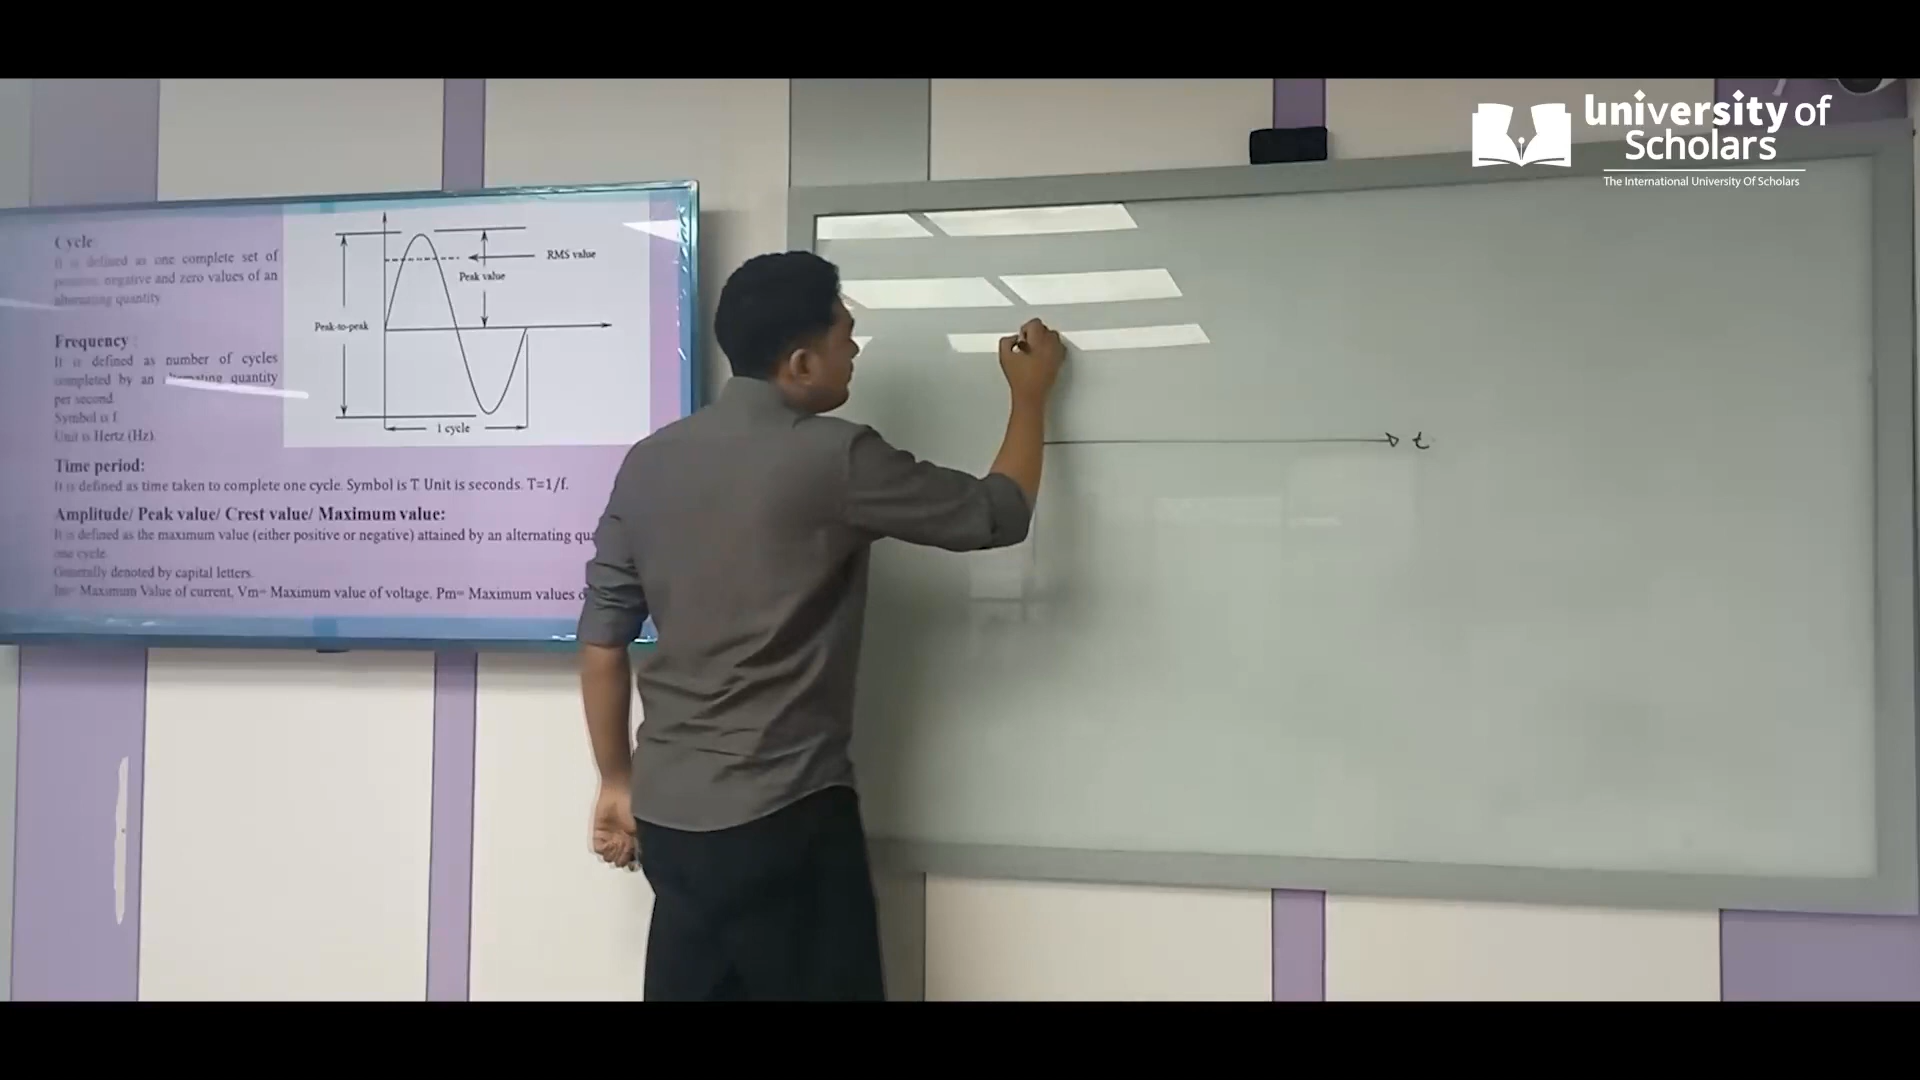 University of
Scholars
The International University Of Scholars
Cycle
It is defined as one complete set of
positive, negative and zero values of an
alternating quantity
Frequency
It is defined as number of cycles
completed by an alternating quantity
per second.
Symbol is f.
Unit is Hertz (Hz).
RMS value
Peak value
Peak-to-peak
1 cycle
Time period:
It is defined as time taken to complete one cycle. Symbol is T. Unit is seconds. T=1/f.
Amplitude/ Peak value/ Crest value/ Maximum value:
It is defined as the maximum value (either positive or negative) attained by an alternating
one cycle.
Generally denoted by capital letters.
Im= Maximum Value of current, Vm= Maximum value of voltage, Pm= Maximum values
t